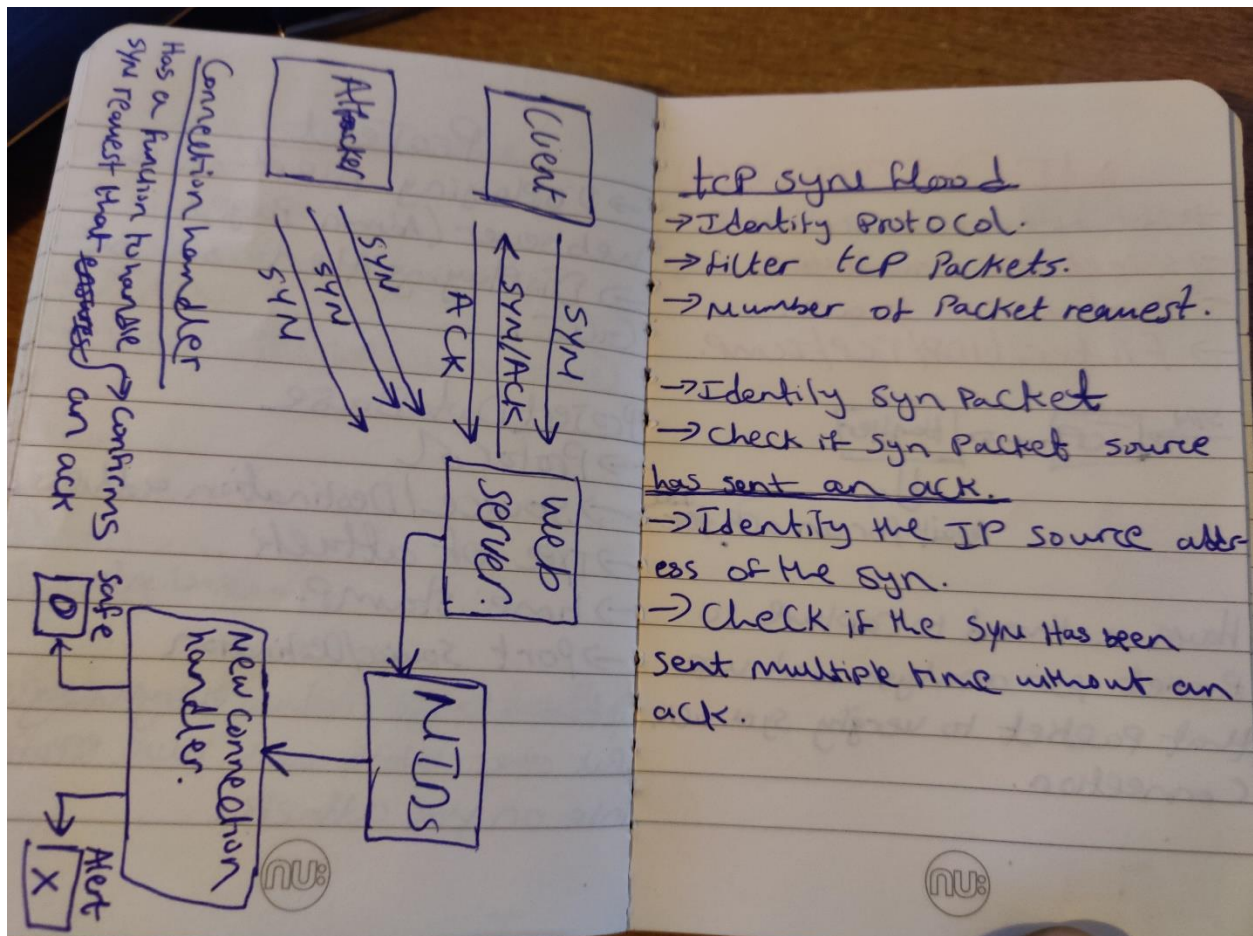 Connection handler
Has a function to handle
syn request that confirms
an ack
Attacker
Client
SYN
SYN
SYN
ACK
SYN/ACK
SYN
web
server.
NIDs
New connection
handler.
Safe
O
Alert
X
nu:
tcp syn flood
→Identity Protocol.
→filter tcp Packets.
→Number of Packet request.
→Identify syn Packet
→check if syn Packet source
has sent an ack.
→Identify the IP source addr-
ess of the syn.
→Check if the syn Has been
sent multiple time without an
ack.
nu: